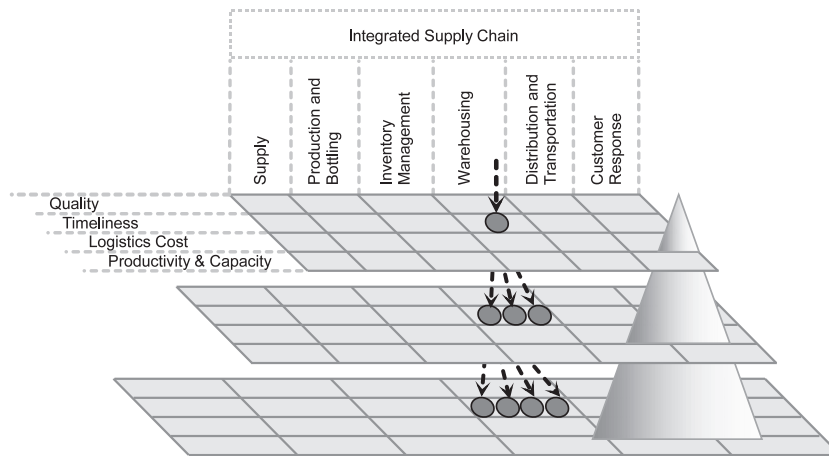 Integrated Supply Chain
Supply
Production and
Bottling
Inventory
Management
Warehousing
Distribution and
Transportation
Customer
Response
Quality
Timeliness
Logistics Cost
Productivity & Capacity